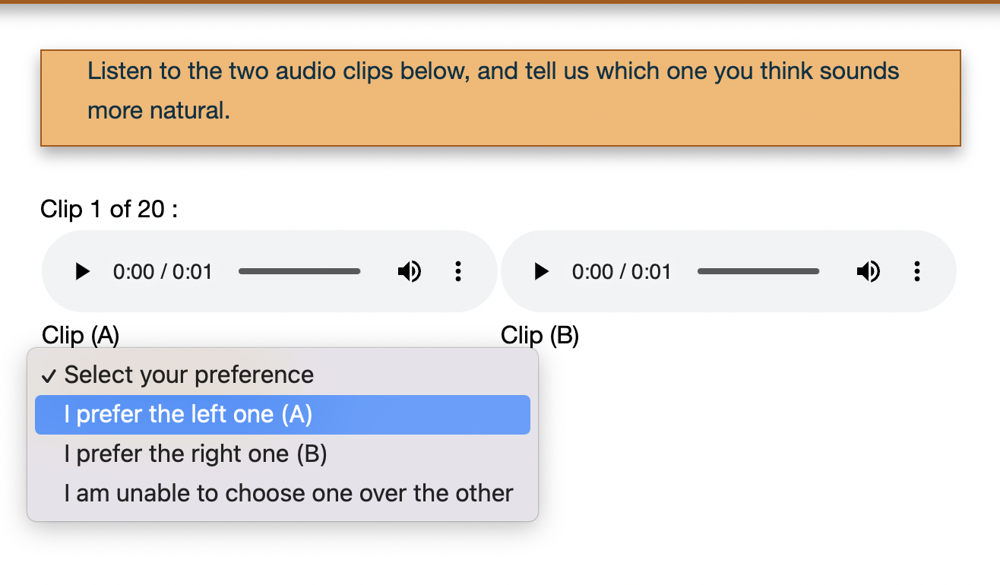 Listen to the two audio clips below, and tell us which one you think sounds
more natural.
Clip 1 of 20 :
0:00 / 0:01
0:00 / 0:01
Clip (A)
Clip (B)
✓ Select your preference
I prefer the left one (A)
I prefer the right one (B)
I am unable to choose one over the other